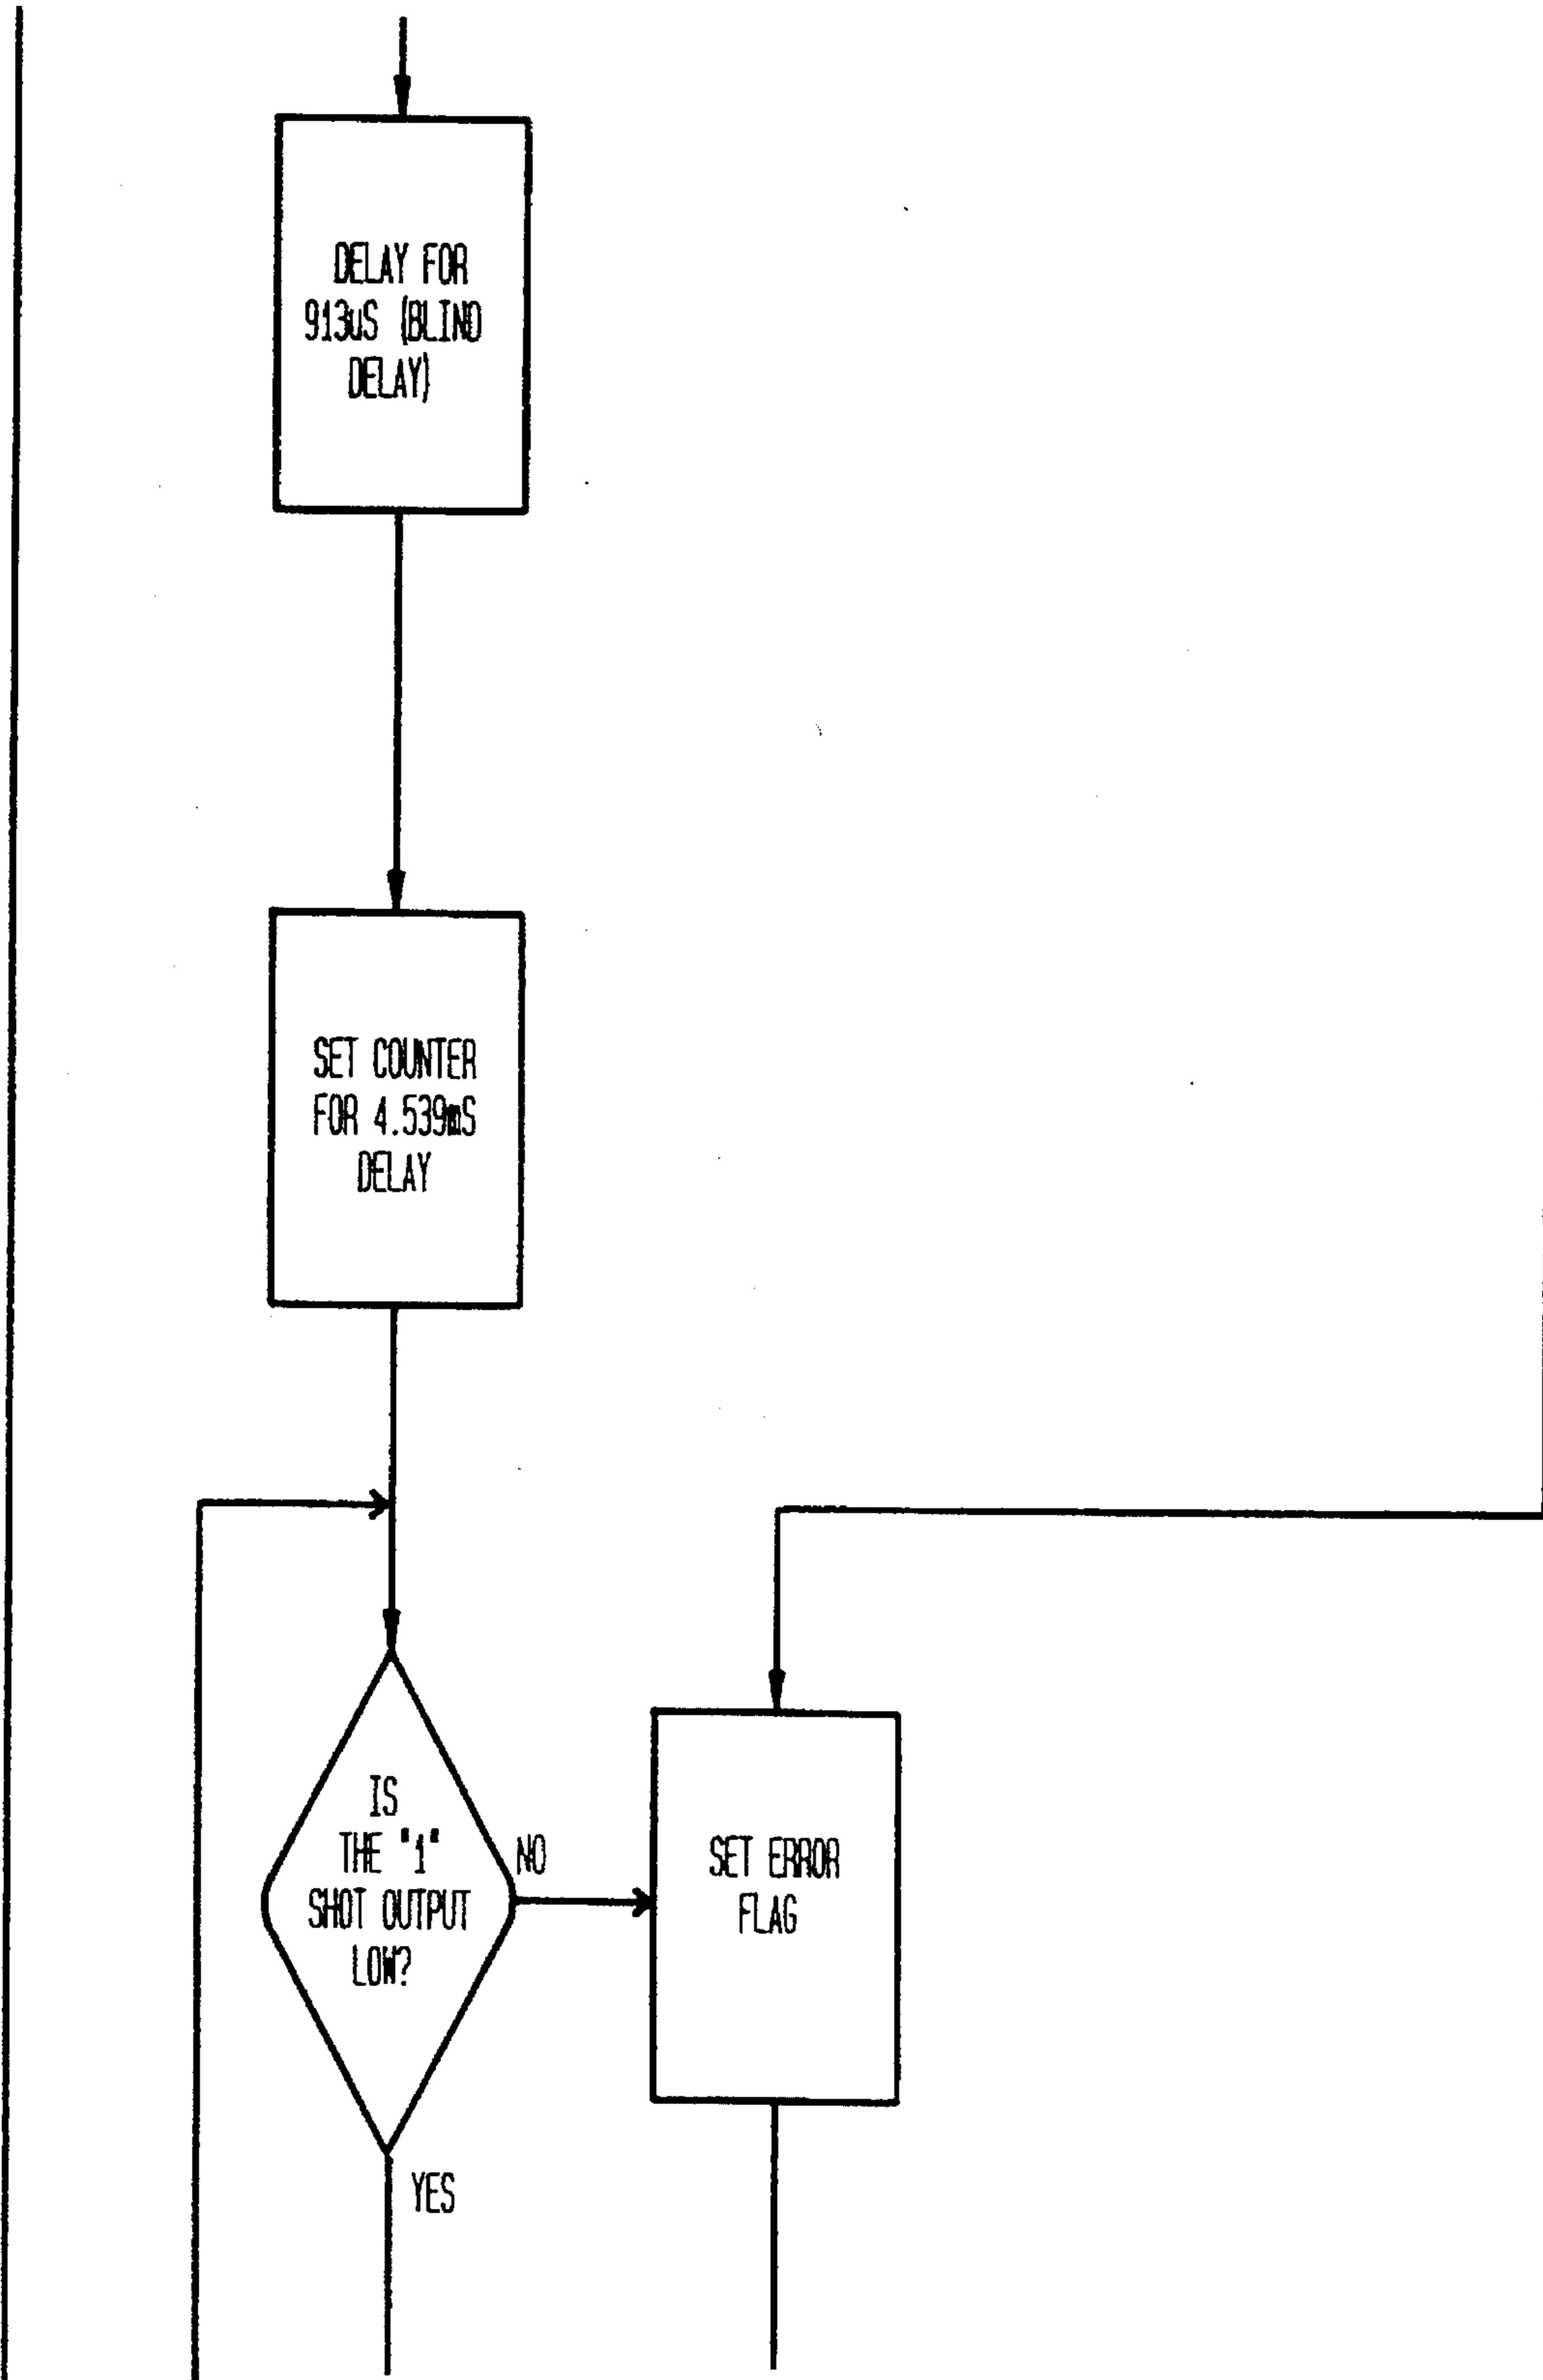 DELAY FOR
913uS (BLIND
DELAY)
SET COUNTER
FOR 4.539mS
DELAY
IS
THE "1"
SHOT OUTPUT
LOW?
NO
SET ERROR
FLAG
YES